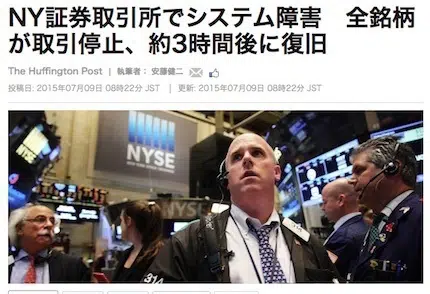 NY証券取引所でシステム障害　全銘柄
が取引停止、約3時間後に復旧
The Huffington Post | 執筆者： 安藤健二
投稿日: 2015年07月09日 08時22分 JST | 更新: 2015年07月09日 08時22分 JST
NYSE
314